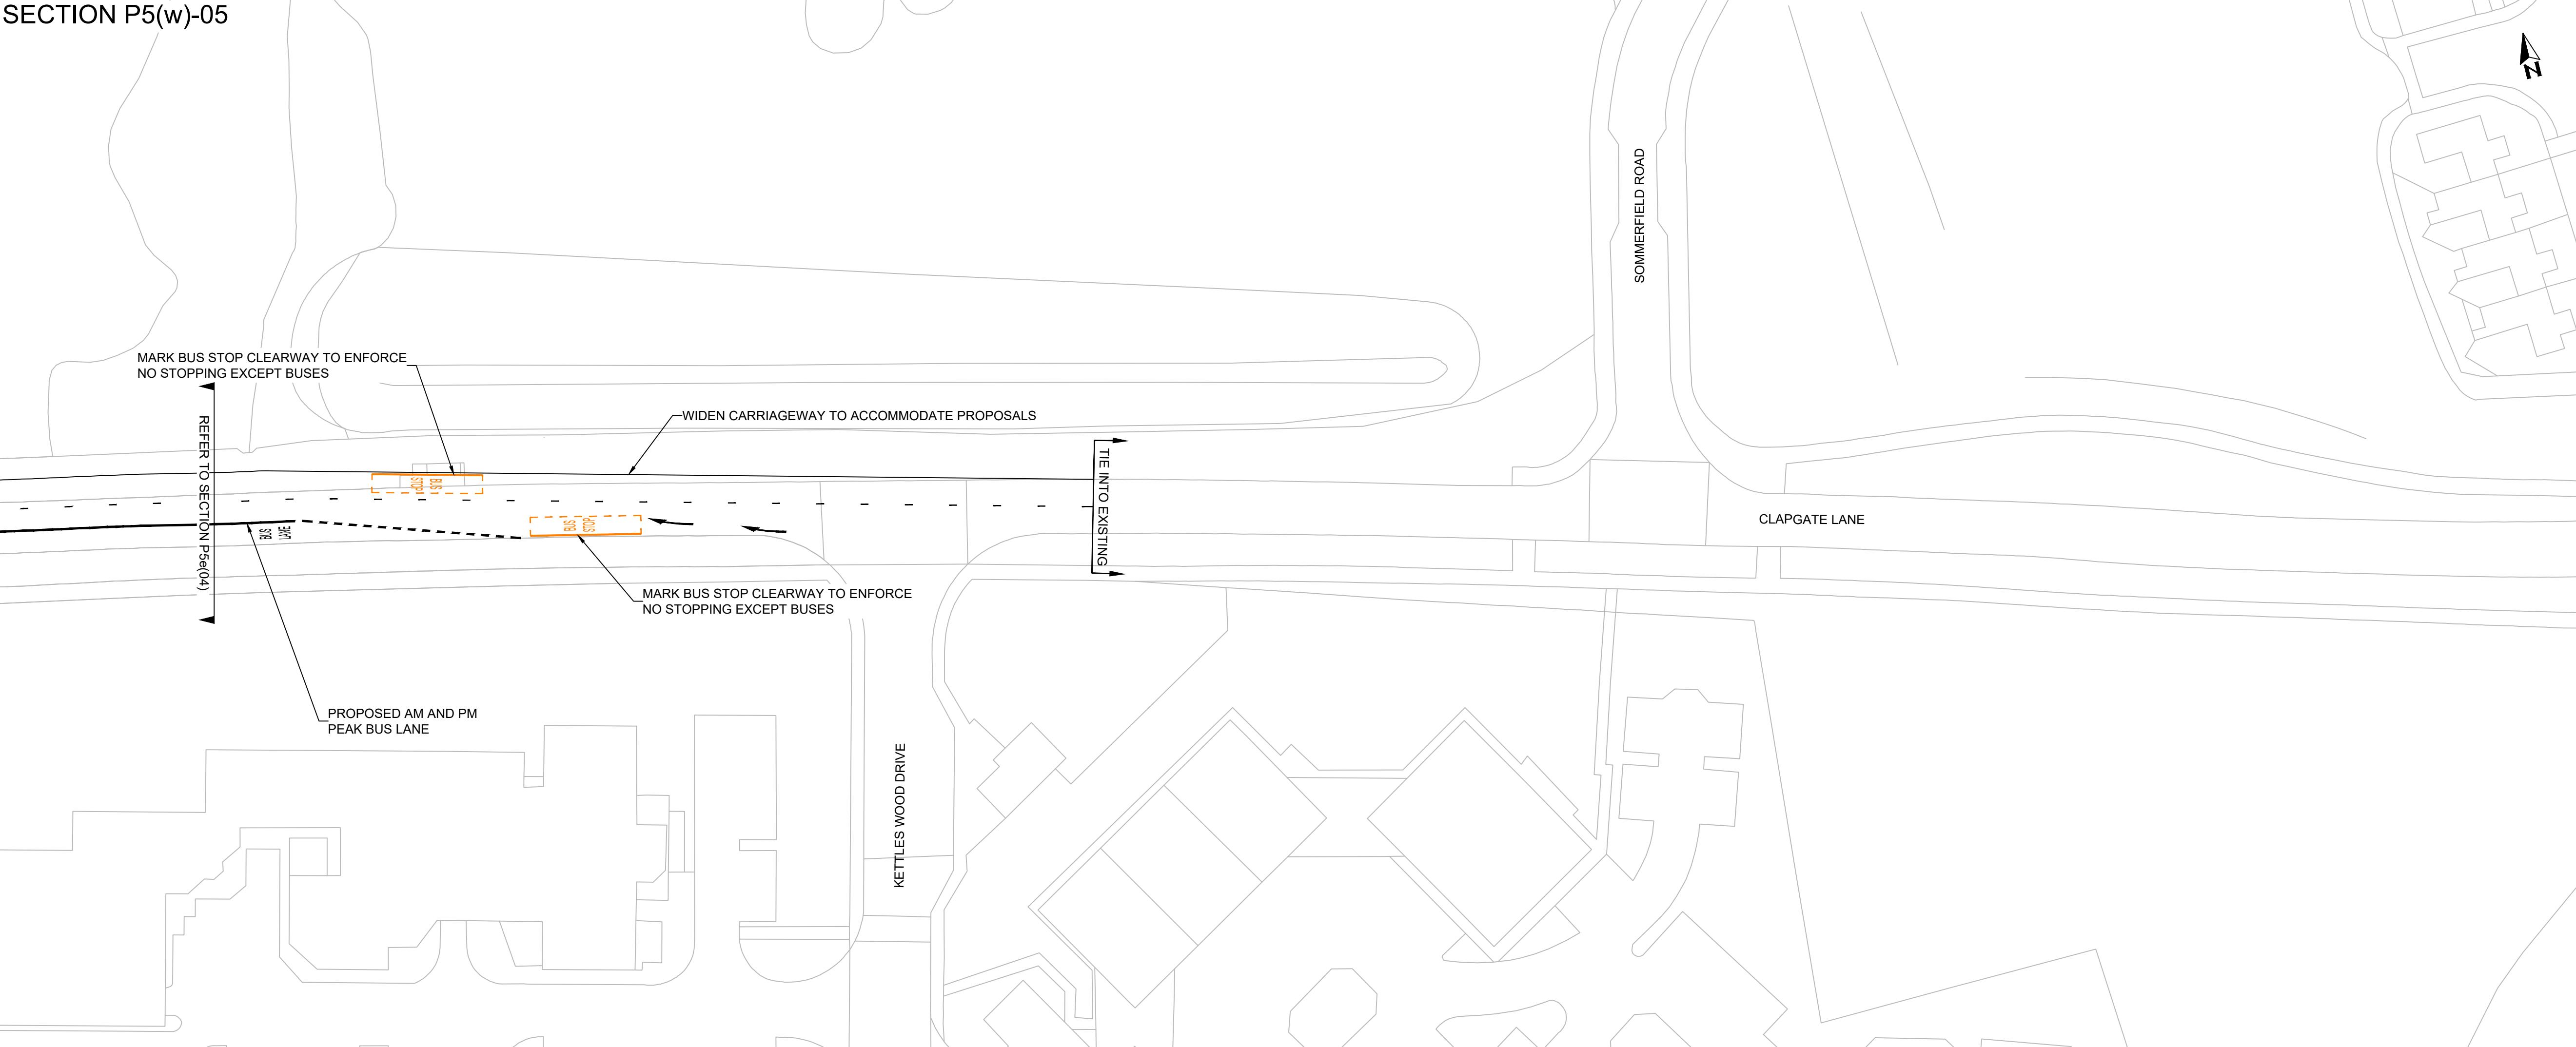 SECTION P5(w)-05
N
SOMMERFIELD ROAD
MARK BUS STOP CLEARWAY TO ENFORCE
NO STOPPING EXCEPT BUSES
WIDEN CARRIAGEWAY TO ACCOMMODATE PROPOSALS
REFER TO SECTION P5e(04)
BUS
STOP
TIE INTO EXISTING
BUS
LANE
BUS
STOP
CLAPGATE LANE
MARK BUS STOP CLEARWAY TO ENFORCE
NO STOPPING EXCEPT BUSES
PROPOSED AM AND PM
PEAK BUS LANE
KETTLES WOOD DRIVE